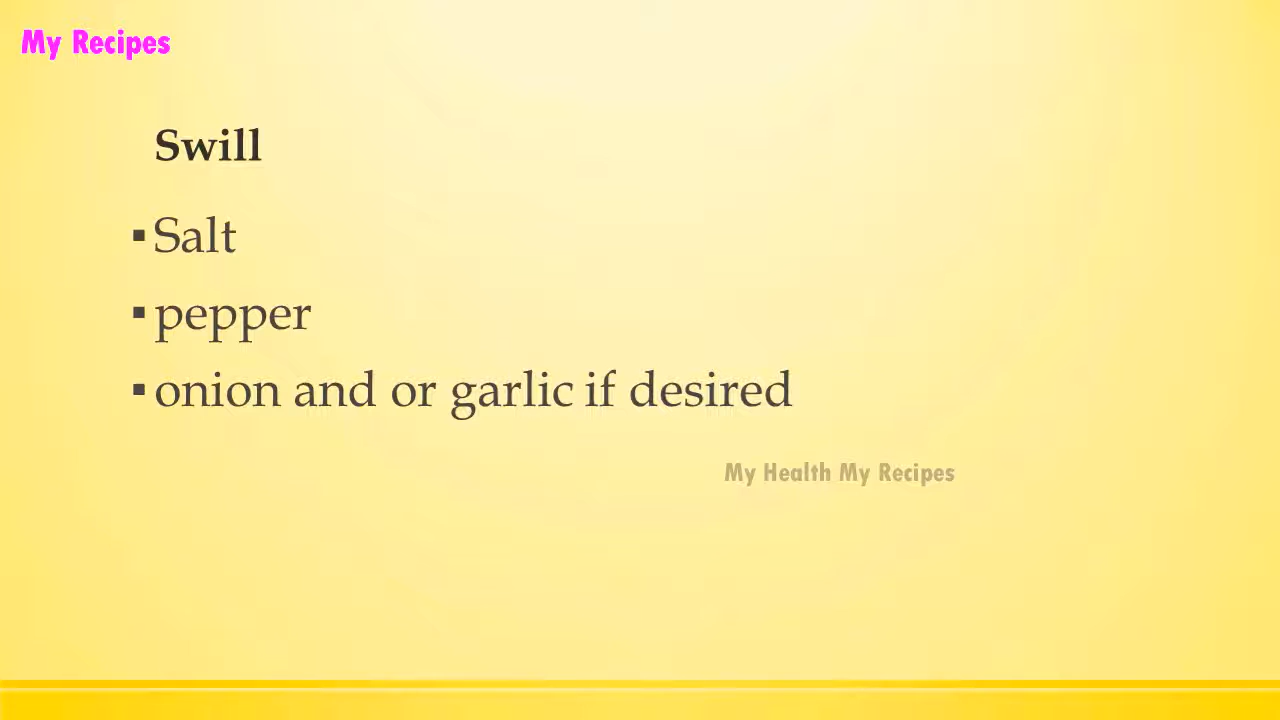 My Recipes
Swill
▪ Salt
▪ pepper
▪ onion and or garlic if desired
My Health My Recipes